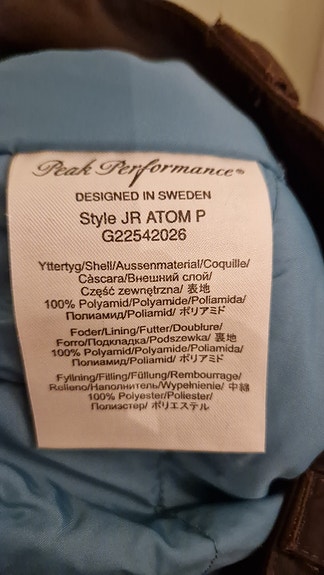 Peak Performance®
DESIGNED IN SWEDEN
Style JR ATOM P
G22542026
Yttertyg/Shell/Aussenmaterial/Coquille/
Càscara/Внешний слой/
Część zewnętrzna/ 表地
100% Polyamid/Polyamide/Poliamida/
Полиамид/Poliamid/ ポリアミド
Foder/Lining/Futter/Doublure/
Forro/Подкладка/Podszewka/ 裏地
100% Polyamid/Polyamide/Poliamida/
Полиамид/Poliamid/ ポリアミド
Fyllning/Filling/Füllung/Rembourrage/
Relleno/Наполнитель/Wypełnienie/ 中綿
100% Polyester/Poliester/
Полиэстер/ ポリエステル